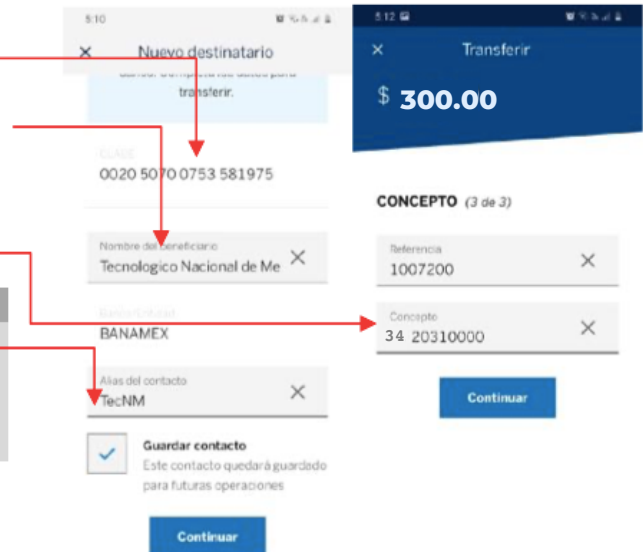 5:10
Nuevo destinatario
transferir.
CLABE
0020 5070 0753 581975
Nombre del beneficiario
Tecnologico Nacional de Me
BANAMEX
Alias del contacto
TecNM
Guardar contacto
Este contacto quedará guardado
para futuras operaciones
Continuar
5:12
Transferir
$ 300.00
CONCEPTO (3 de 3)
Referencia
1007200
Concepto
34 20310000
Continuar